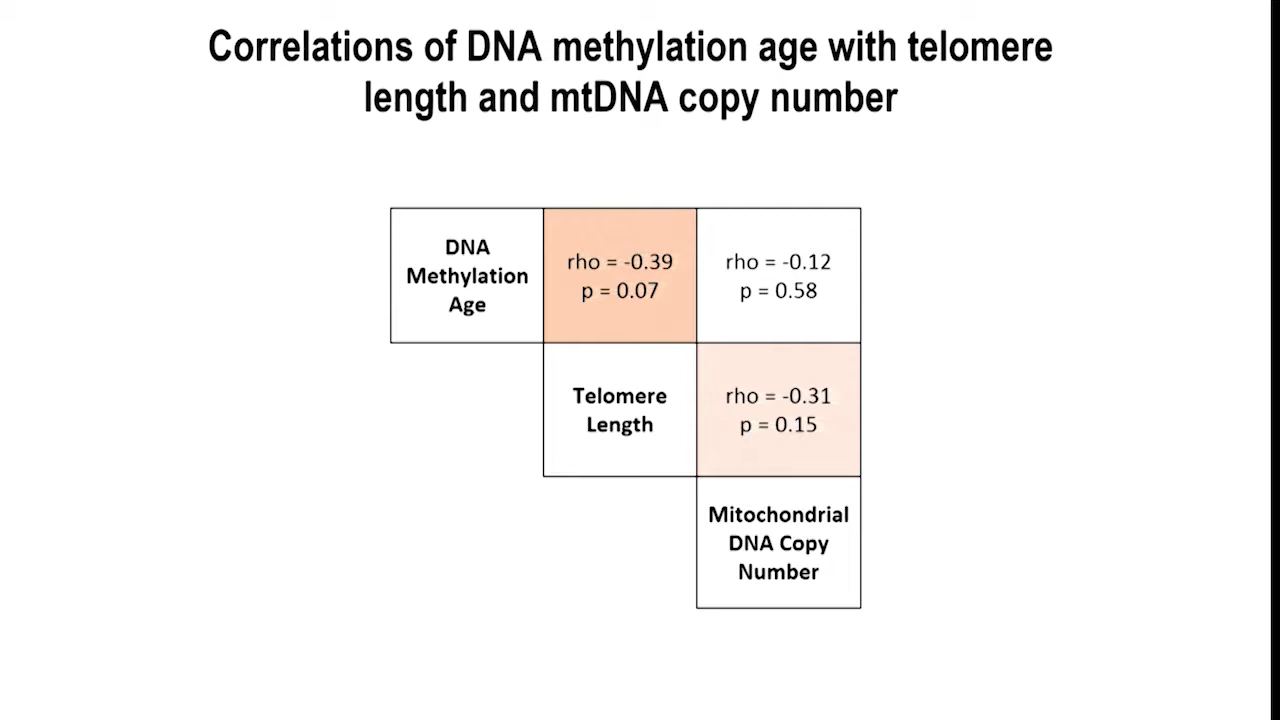 Correlations of DNA methylation age with telomere
length and mtDNA copy number
DNA
Methylation
Age
rho = -0.39
p = 0.07
rho = -0.12
p = 0.58
Telomere
Length
rho = -0.31
p = 0.15
Mitochondrial
DNA Copy
Number